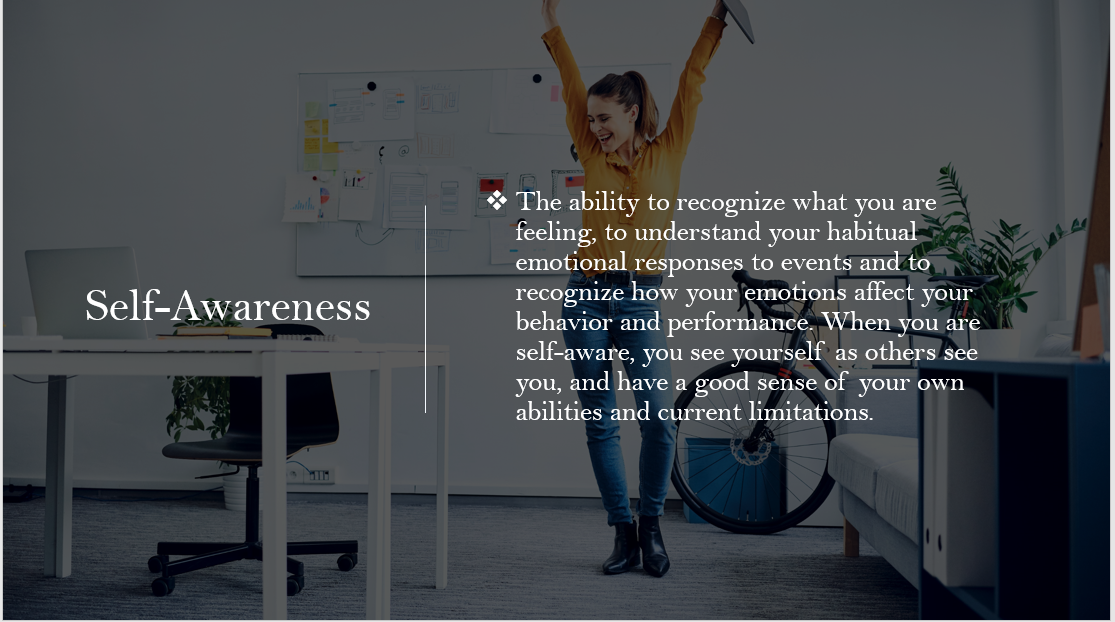 Self-Awareness
❖ The ability to recognize what you are
feeling, to understand your habitual
emotional responses to events and to
recognize how your emotions affect your
behavior and performance. When you are
self-aware, you see yourself as others see
you, and have a good sense of your own
abilities and current limitations.